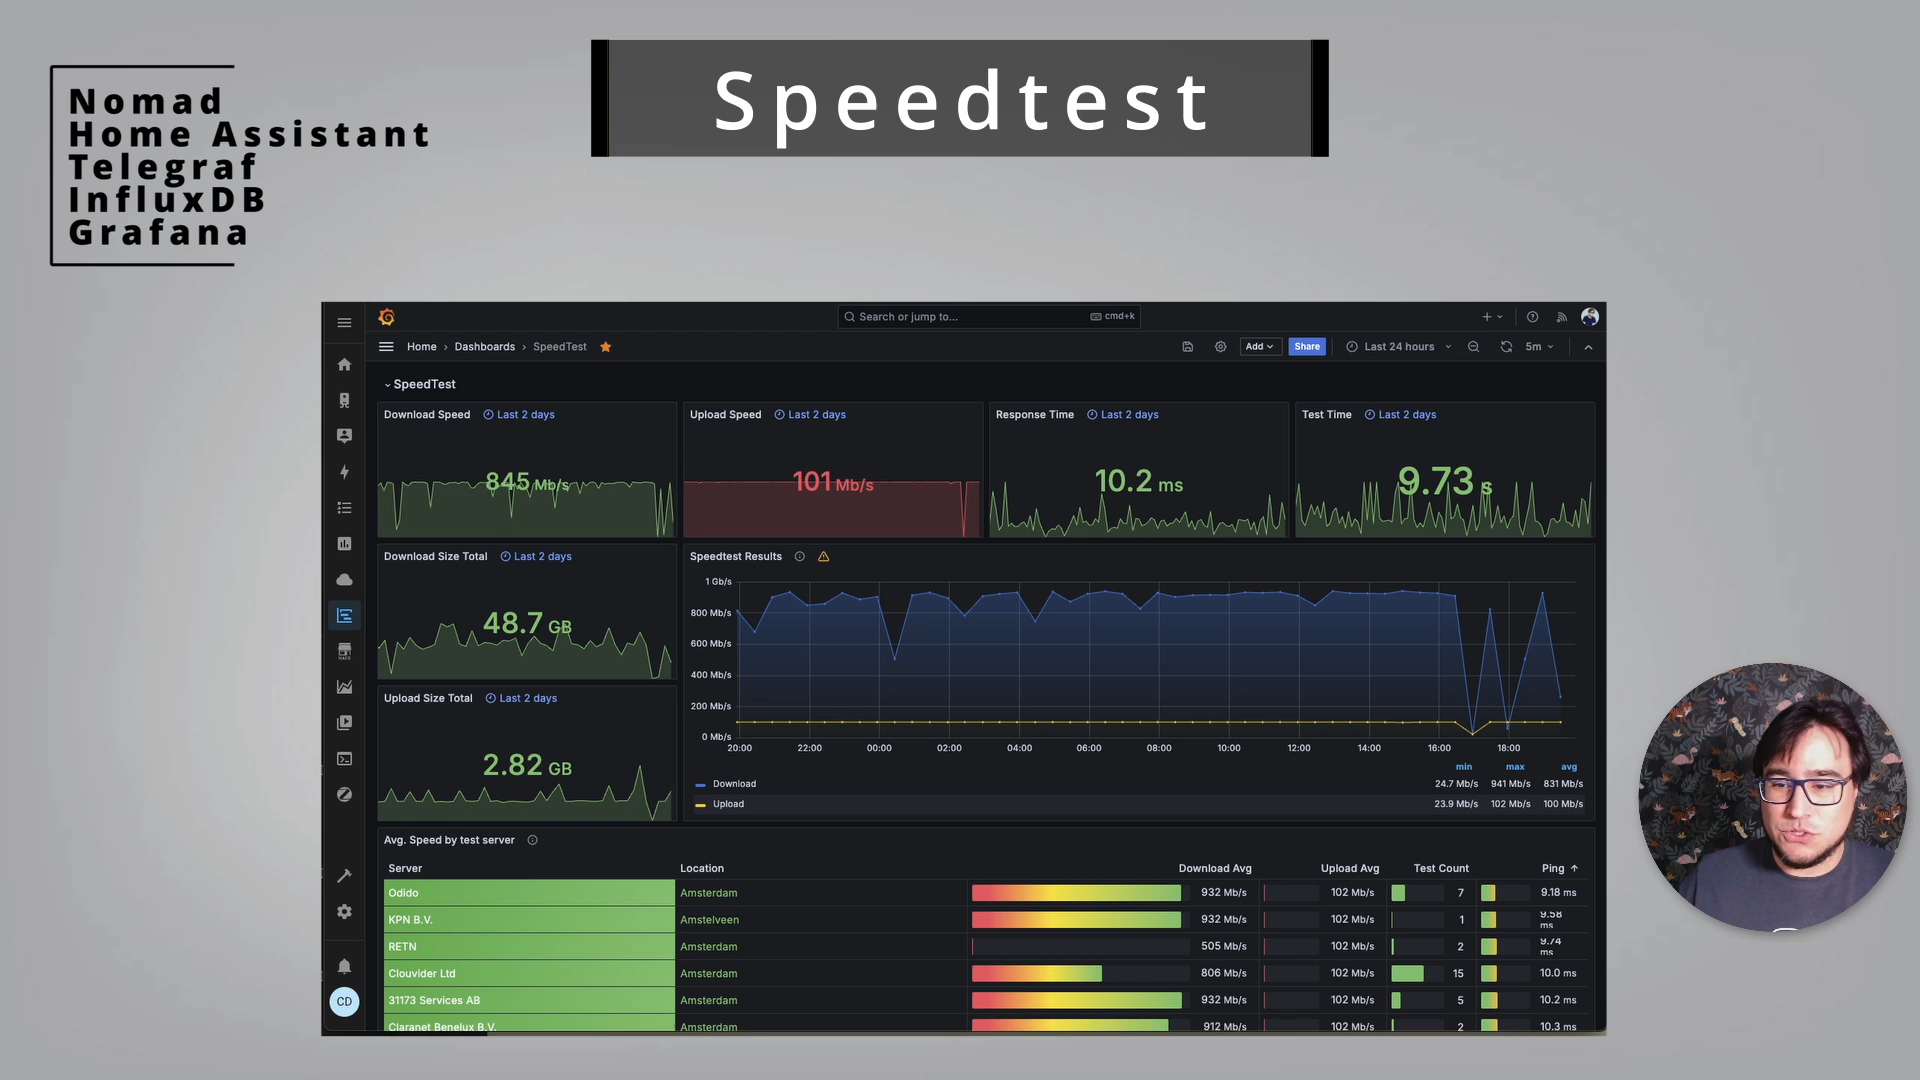 Speedtest
Nomad
Home Assistant
Telegraf
InfluxDB
Grafana
Search or jump to... cmd+k
Home › Dashboards › SpeedTest
Add Share Last 24 hours 5m
SpeedTest
Download Speed Last 2 days
845 Mb/s
Upload Speed Last 2 days
101 Mb/s
Response Time Last 2 days
10.2 ms
Test Time Last 2 days
9.73 s
Download Size Total Last 2 days
48.7 GB
Upload Size Total Last 2 days
2.82 GB
Speedtest Results
1 Gb/s
800 Mb/s
600 Mb/s
400 Mb/s
200 Mb/s
0 Mb/s
20:00 22:00 00:00 02:00 04:00 06:00 08:00 10:00 12:00 14:00 16:00 18:00
min max avg
Download 24.7 Mb/s 941 Mb/s 831 Mb/s
Upload 23.9 Mb/s 102 Mb/s 100 Mb/s
Avg. Speed by test server
Server Location Download Avg Upload Avg Test Count Ping
Odido Amsterdam 932 Mb/s 102 Mb/s 7 9.18 ms
KPN B.V. Amstelveen 932 Mb/s 102 Mb/s 1 9.58 ms
RETN Amsterdam 505 Mb/s 102 Mb/s 2 9.74 ms
Clouvider Ltd Amsterdam 806 Mb/s 102 Mb/s 15 10.0 ms
31173 Services AB Amsterdam 932 Mb/s 102 Mb/s 5 10.2 ms
Claranet Benelux B.V. Amsterdam 912 Mb/s 102 Mb/s 2 10.3 ms
CD